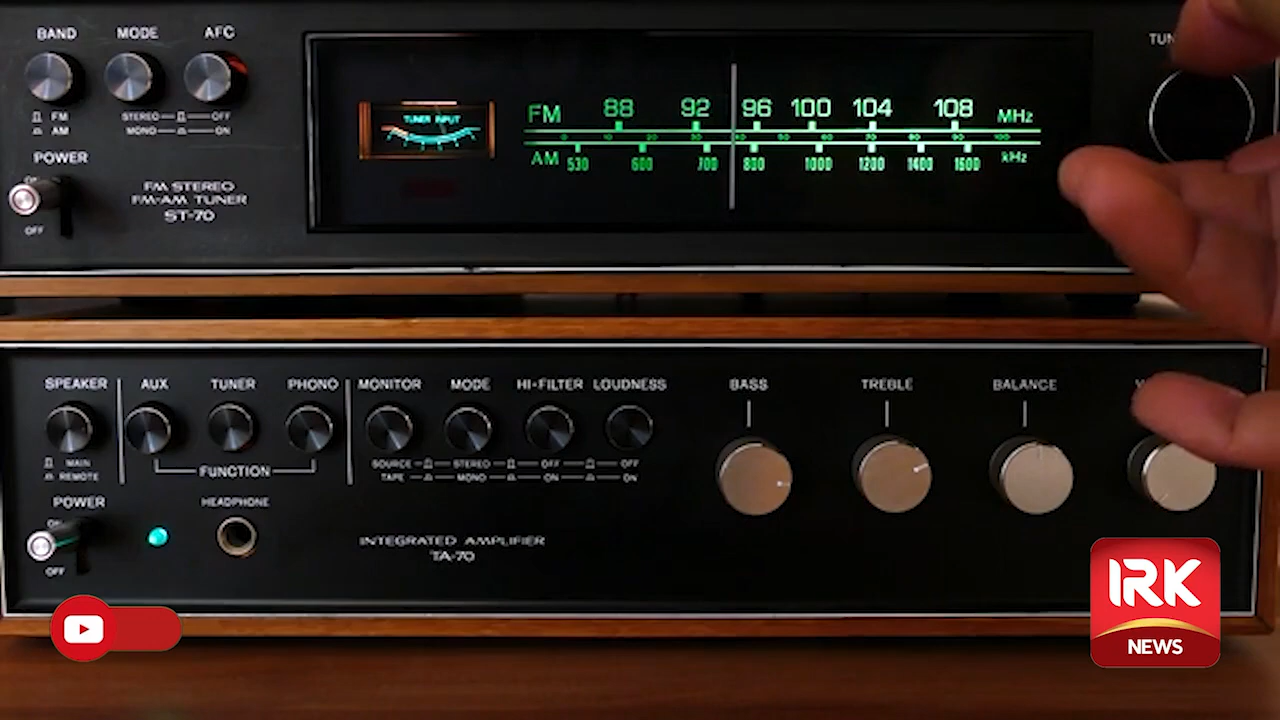 BAND MODE AFC
FM STEREO OFF
AM MONO ON
POWER
OFF
FM STEREO
FM-AM TUNER
ST-70
TUNER INPUT
FM 88 92 96 100 104 108 MHz
AM 530 600 700 800 1000 1200 1400 1600 kHz
SPEAKER AUX TUNER PHONO MONITOR MODE HI-FILTER LOUDNESS BASS TREBLE BALANCE
MAIN SOURCE STEREO OFF OFF
REMOTE FUNCTION TAPE MONO ON ON
POWER HEADPHONE
OFF
INTEGRATED AMPLIFIER
TA-70
IRK
NEWS